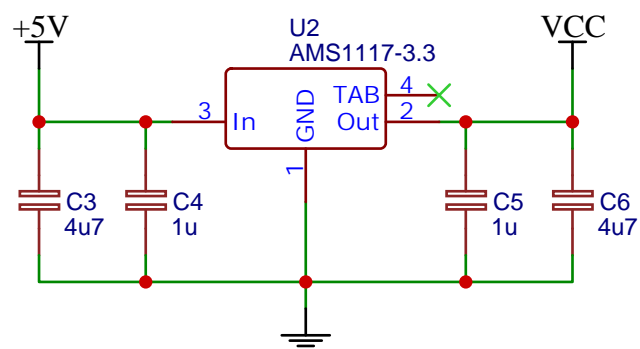 +5V
U2
VCC
AMS1117-3.3
TAB
4
3
In
GND
Out
2
1
C3
4u7
C4
1u
C5
1u
C6
4u7